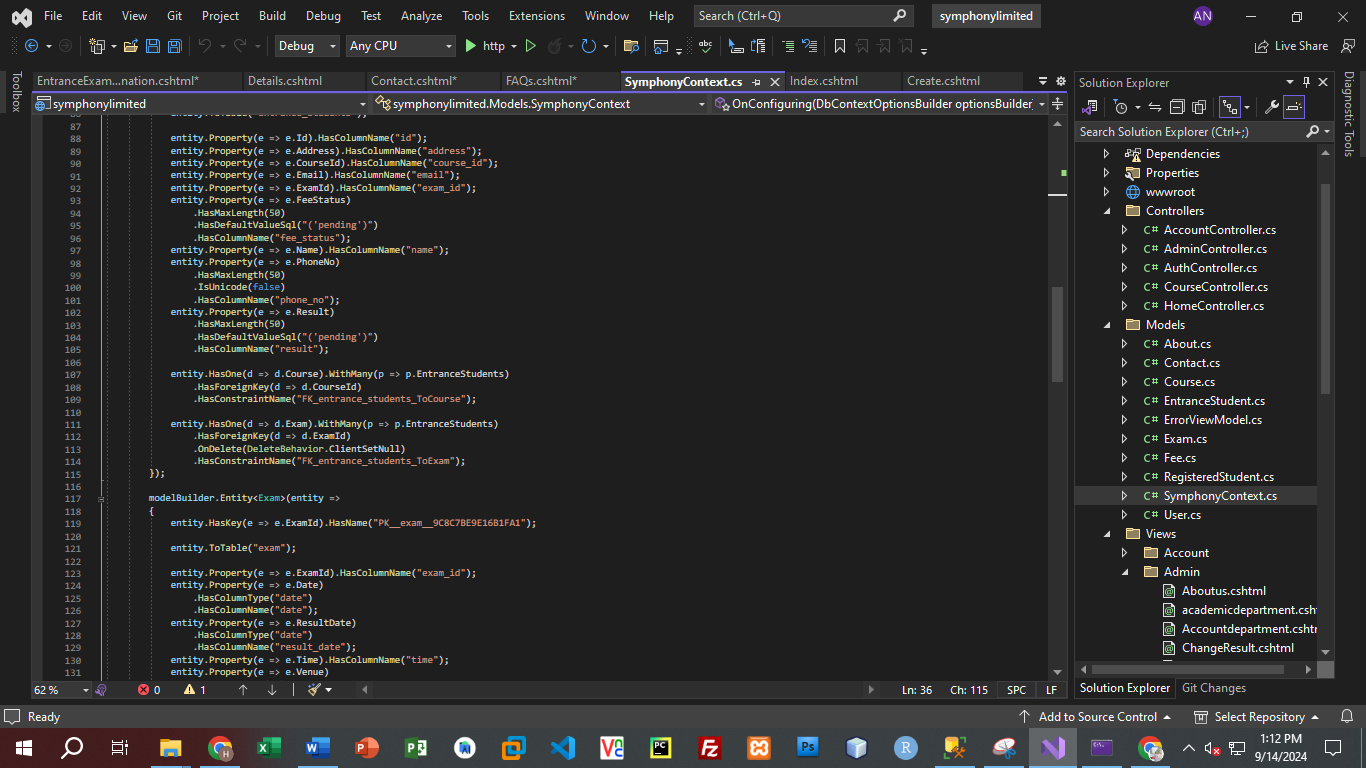 File Edit View Git Project Build Debug Test Analyze Tools Extensions Window Help Search (Ctrl+Q) symphonylimited AN
Debug Any CPU http Live Share
Toolbox
EntranceExam...nation.cshtml* Details.cshtml Contact.cshtml* FAQs.cshtml* SymphonyContext.cs Index.cshtml Create.cshtml
symphonylimited symphonylimited.Models.SymphonyContext OnConfiguring(DbContextOptionsBuilder optionsBuilder)
87
88 entity.Property(e => e.Id).HasColumnName("id");
89 entity.Property(e => e.Address).HasColumnName("address");
90 entity.Property(e => e.CourseId).HasColumnName("course_id");
91 entity.Property(e => e.Email).HasColumnName("email");
92 entity.Property(e => e.ExamId).HasColumnName("exam_id");
93 entity.Property(e => e.FeeStatus)
94 .HasMaxLength(50)
95 .HasDefaultValueSql("('pending')")
96 .HasColumnName("fee_status");
97 entity.Property(e => e.Name).HasColumnName("name");
98 entity.Property(e => e.PhoneNo)
99 .HasMaxLength(50)
100 .IsUnicode(false)
101 .HasColumnName("phone_no");
102 entity.Property(e => e.Result)
103 .HasMaxLength(50)
104 .HasDefaultValueSql("('pending')")
105 .HasColumnName("result");
106
107 entity.HasOne(d => d.Course).WithMany(p => p.EntranceStudents)
108 .HasForeignKey(d => d.CourseId)
109 .HasConstraintName("FK_entrance_students_ToCourse");
110
111 entity.HasOne(d => d.Exam).WithMany(p => p.EntranceStudents)
112 .HasForeignKey(d => d.ExamId)
113 .OnDelete(DeleteBehavior.ClientSetNull)
114 .HasConstraintName("FK_entrance_students_ToExam");
115 });
116
117 modelBuilder.Entity<Exam>(entity =>
118 {
119 entity.HasKey(e => e.ExamId).HasName("PK__exam__9C8C7BE9E16B1FA1");
120
121 entity.ToTable("exam");
122
123 entity.Property(e => e.ExamId).HasColumnName("exam_id");
124 entity.Property(e => e.Date)
125 .HasColumnType("date")
126 .HasColumnName("date");
127 entity.Property(e => e.ResultDate)
128 .HasColumnType("date")
129 .HasColumnName("result_date");
130 entity.Property(e => e.Time).HasColumnName("time");
131 entity.Property(e => e.Venue)
62 % 0 1 Ln: 36 Ch: 115 SPC LF
Solution Explorer
Search Solution Explorer (Ctrl+;)
Dependencies
Properties
wwwroot
Controllers
C# AccountController.cs
C# AdminController.cs
C# AuthController.cs
C# CourseController.cs
C# HomeController.cs
Models
C# About.cs
C# Contact.cs
C# Course.cs
C# EntranceStudent.cs
C# ErrorViewModel.cs
C# Exam.cs
C# Fee.cs
C# RegisteredStudent.cs
C# SymphonyContext.cs
C# User.cs
Views
Account
Admin
Aboutus.cshtml
academicdepartment.csh
Accountdepartment.cshtr
ChangeResult.cshtml
Solution Explorer Git Changes
Diagnostic Tools
Ready Add to Source Control Select Repository
1:12 PM
9/14/2024